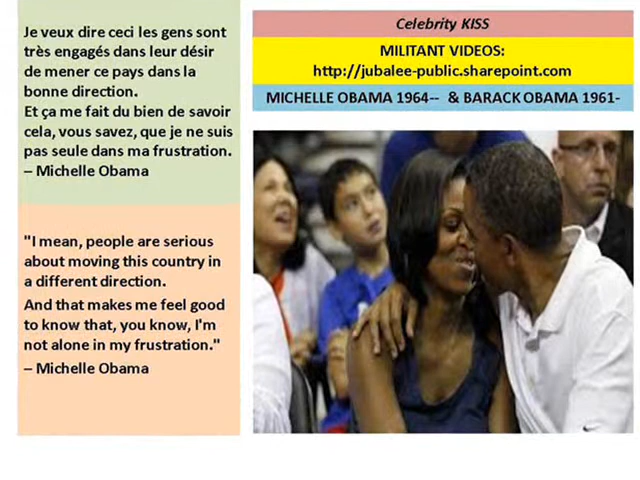 Je veux dire ceci les gens sont
très engagés dans leur désir
de mener ce pays dans la
bonne direction.
Et ça me fait du bien de savoir
cela, vous savez, que je ne suis
pas seule dans ma frustration.
– Michelle Obama
"I mean, people are serious
about moving this country in
a different direction.
And that makes me feel good
to know that, you know, I'm
not alone in my frustration."
– Michelle Obama
Celebrity KISS
MILITANT VIDEOS:
http://jubalee-public.sharepoint.com
MICHELLE OBAMA 1964-- & BARACK OBAMA 1961-